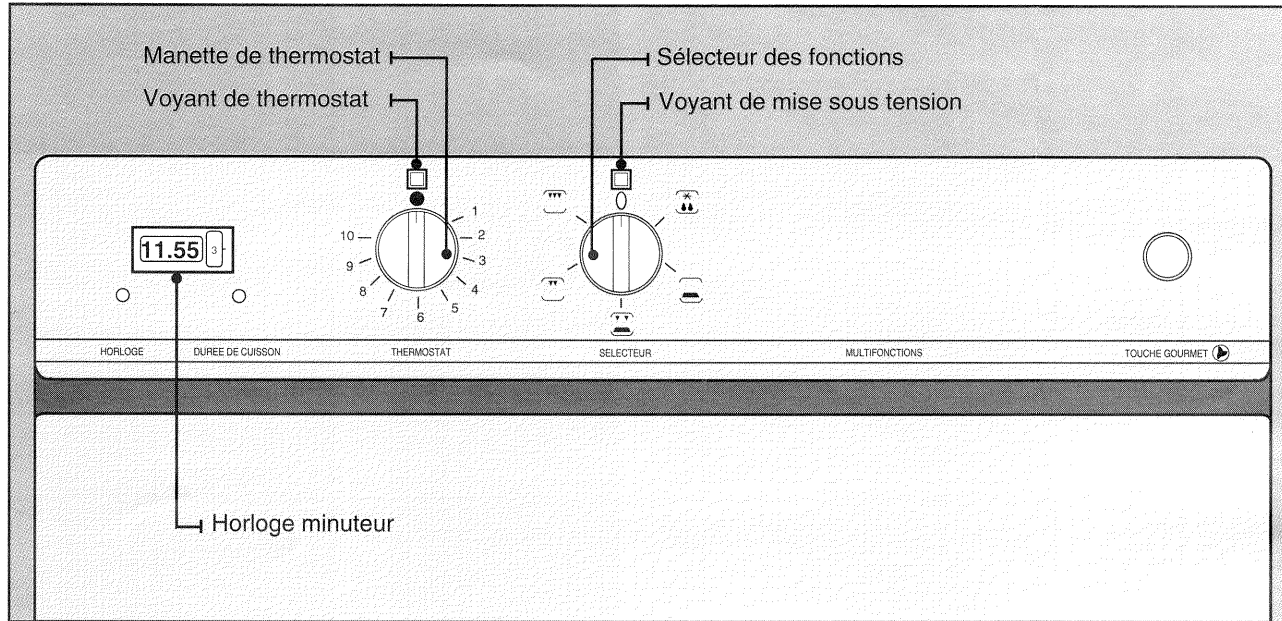 Manette de thermostat
Sélecteur des fonctions
Voyant de thermostat
Voyant de mise sous tension
11.55
3
1
2
3
4
5
6
7
8
9
10
0
HORLOGE
DUREE DE CUISSON
THERMOSTAT
SELECTEUR
MULTIFONCTIONS
TOUCHE GOURMET
Horloge minuteur